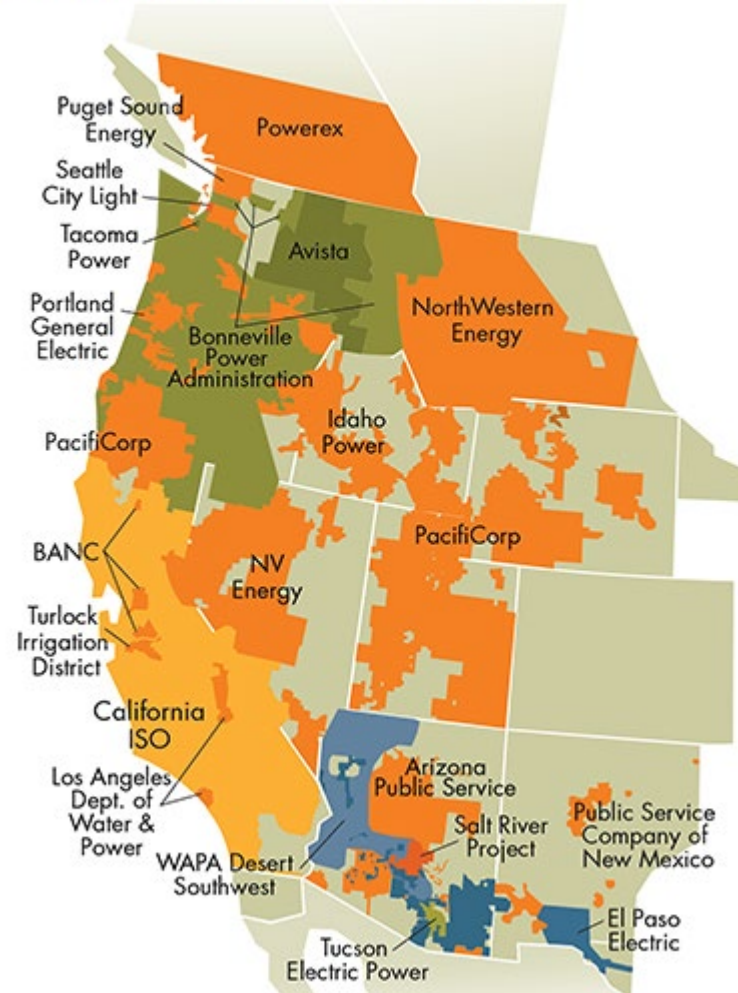 Puget Sound
Energy
Powerex
Seattle
City Light
Tacoma
Power
Avista
Portland
General
Electric
Bonneville
Power
Administration
NorthWestern
Energy
PacifiCorp
Idaho
Power
BANC
NV
Energy
PacifiCorp
Turlock
Irrigation
District
California
ISO
Los Angeles
Dept. of
Water &
Power
Arizona
Public Service
Salt River
Project
Public Service
Company of
New Mexico
WAPA Desert
Southwest
El Paso
Electric
Tucson
Electric Power